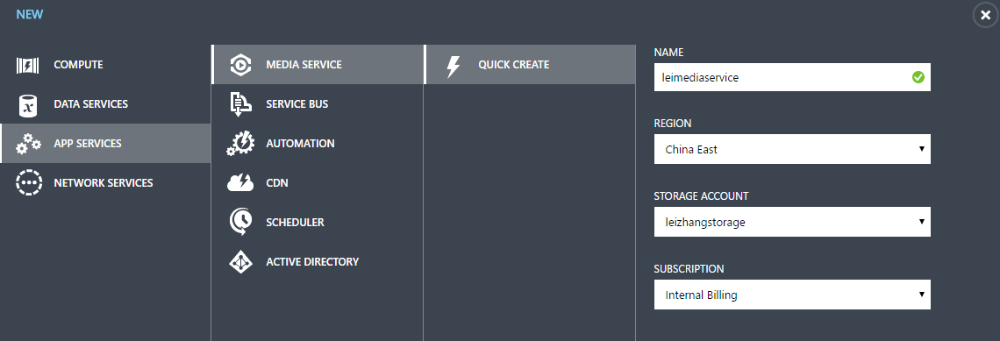 NEW
COMPUTE
DATA SERVICES
APP SERVICES
NETWORK SERVICES
MEDIA SERVICE
SERVICE BUS
AUTOMATION
CDN
SCHEDULER
ACTIVE DIRECTORY
QUICK CREATE
NAME
leimediaservice
REGION
China East
STORAGE ACCOUNT
leizhangstorage
SUBSCRIPTION
Internal Billing